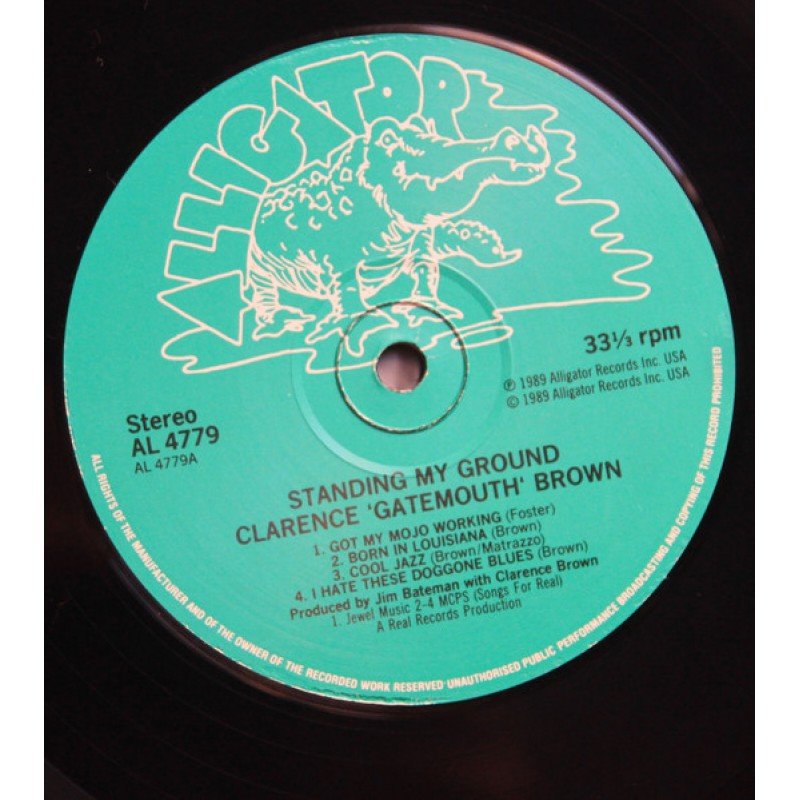 ALLIGATOR
33⅓ rpm
℗ 1989 Alligator Records Inc. USA
© 1989 Alligator Records Inc. USA
Stereo
AL 4779
AL 4779A
STANDING MY GROUND
CLARENCE 'GATEMOUTH' BROWN
1. GOT MY MOJO WORKING (Foster)
2. BORN IN LOUISIANA (Brown)
3. COOL JAZZ (Brown/Matrazzo)
4. I HATE THESE DOGGONE BLUES (Brown)
Produced by Jim Bateman with Clarence Brown
1. Jewel Music 2-4 MCPS (Songs For Real)
A Real Records Production
ALL RIGHTS OF THE MANUFACTURER AND OF THE OWNER OF THE RECORDED WORK RESERVED UNAUTHORISED PUBLIC PERFORMANCE BROADCASTING AND COPYING OF THIS RECORD PROHIBITED